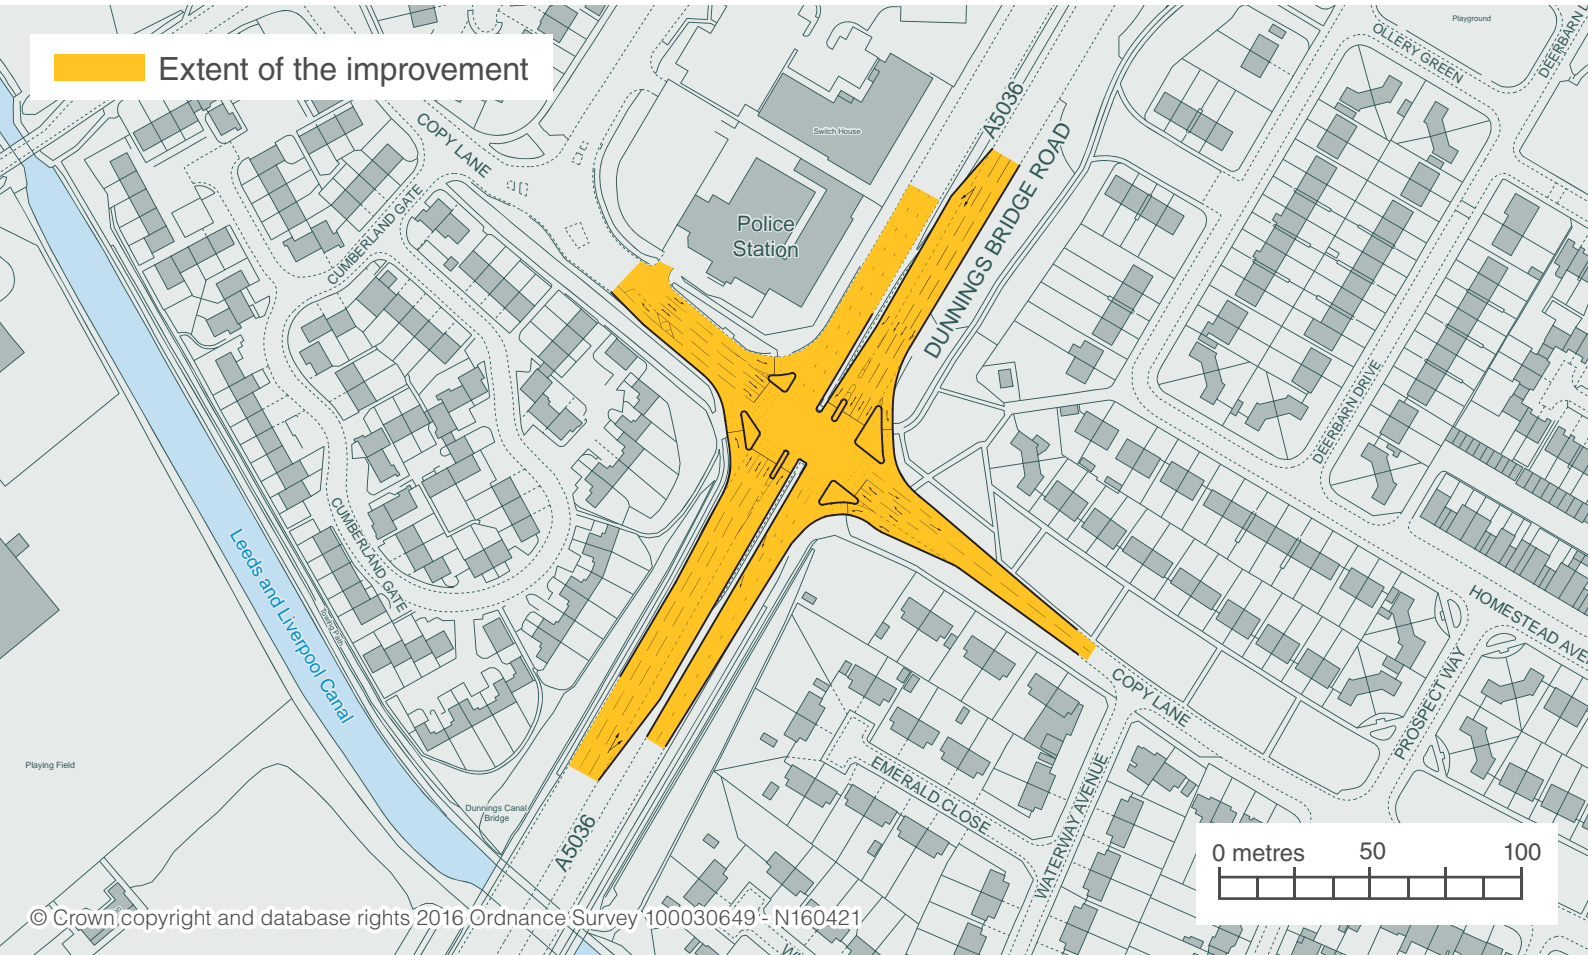 Extent of the improvement
Playground
OLLERY GREEN
DEERBARN
A5036
COPY LANE
Switch House
DUNNINGS BRIDGE ROAD
CUMBERLAND GATE
Police
Station
DEERBARN DRIVE
CUMBERLAND GATE
Leeds and Liverpool Canal
Towing Path
HOMESTEAD AVE
COPY LANE
PROSPECT WAY
Playing Field
EMERALD CLOSE
WATERWAY AVENUE
Dunnings Canal
Bridge
A5036
0 metres 50 100
© Crown copyright and database rights 2016 Ordnance Survey 100030649 - N160421